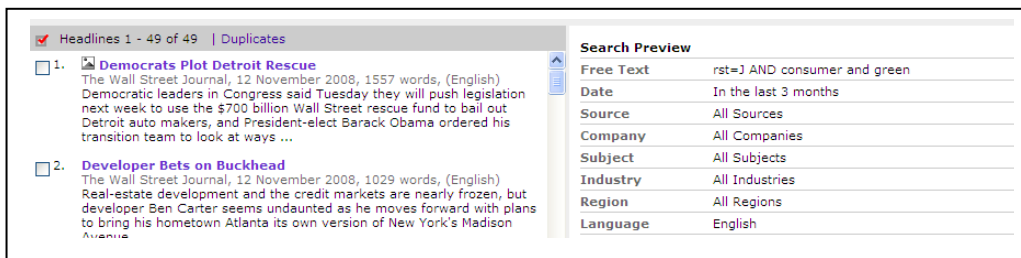 Headlines 1 - 49 of 49 | Duplicates
1. Democrats Plot Detroit Rescue
The Wall Street Journal, 12 November 2008, 1557 words, (English)
Democratic leaders in Congress said Tuesday they will push legislation
next week to use the $700 billion Wall Street rescue fund to bail out
Detroit auto makers, and President-elect Barack Obama ordered his
transition team to look at ways ...
2. Developer Bets on Buckhead
The Wall Street Journal, 12 November 2008, 1029 words, (English)
Real-estate development and the credit markets are nearly frozen, but
developer Ben Carter seems undaunted as he moves forward with plans
to bring his hometown Atlanta its own version of New York's Madison
Avenue
Search Preview
Free Text rst=J AND consumer and green
Date In the last 3 months
Source All Sources
Company All Companies
Subject All Subjects
Industry All Industries
Region All Regions
Language English